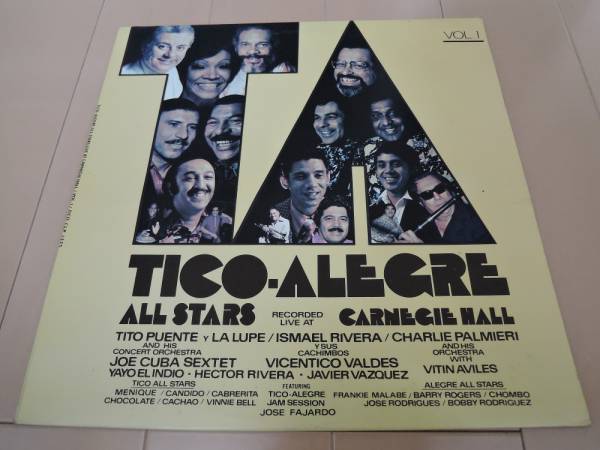 VOL. 1
TICO-ALEGRE
ALL STARS RECORDED LIVE AT CARNEGIE HALL
TITO PUENTE Y LA LUPE / ISMAEL RIVERA / CHARLIE PALMIERI
AND HIS CONCERT ORCHESTRA
Y SUS CACHIMBOS
AND HIS ORCHESTRA WITH
JOE CUBA SEXTET VICENTICO VALDES VITIN AVILES
YAYO EL INDIO · HECTOR RIVERA · JAVIER VAZQUEZ
TICO ALL STARS FEATURING ALEGRE ALL STARS
MENIQUE / CANDIDO / CABRERITA TICO-ALEGRE FRANKIE MALABE / BARRY ROGERS / CHOMBO
CHOCOLATE / CACHAO / VINNIE BELL JAM SESSION JOSE RODRIGUES / BOBBY RODRIGUEZ
JOSE FAJARDO